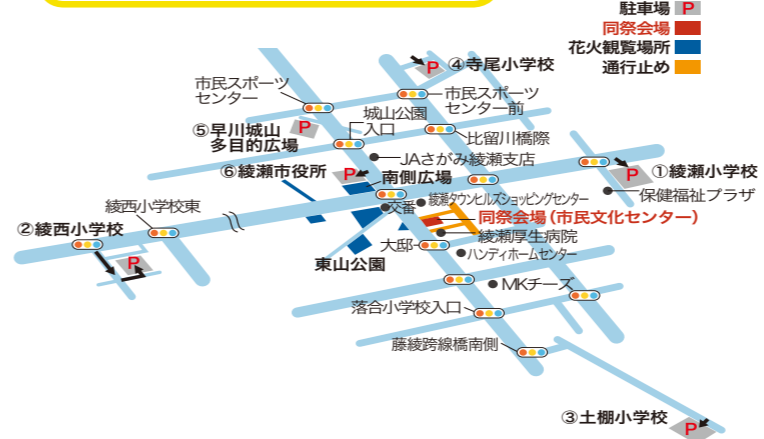 駐車場 P
同祭会場
花火観覧場所
通行止め
P ④寺尾小学校
市民スポーツ
センター
市民スポーツ
センター前
城山公園
入口
⑤早川城山
多目的広場
P
比留川橋際
JAさがみ綾瀬支店
⑥綾瀬市役所
P
南側広場
P
①綾瀬小学校
保健福祉プラザ
綾瀬タウンヒルズショッピングセンター
交番
同祭会場(市民文化センター)
綾西小学校東
②綾西小学校
P
綾瀬厚生病院
大邸
ハンディホームセンター
東山公園
MKチーズ
落合小学校入口
藤綾跨線橋南側
③土棚小学校
P